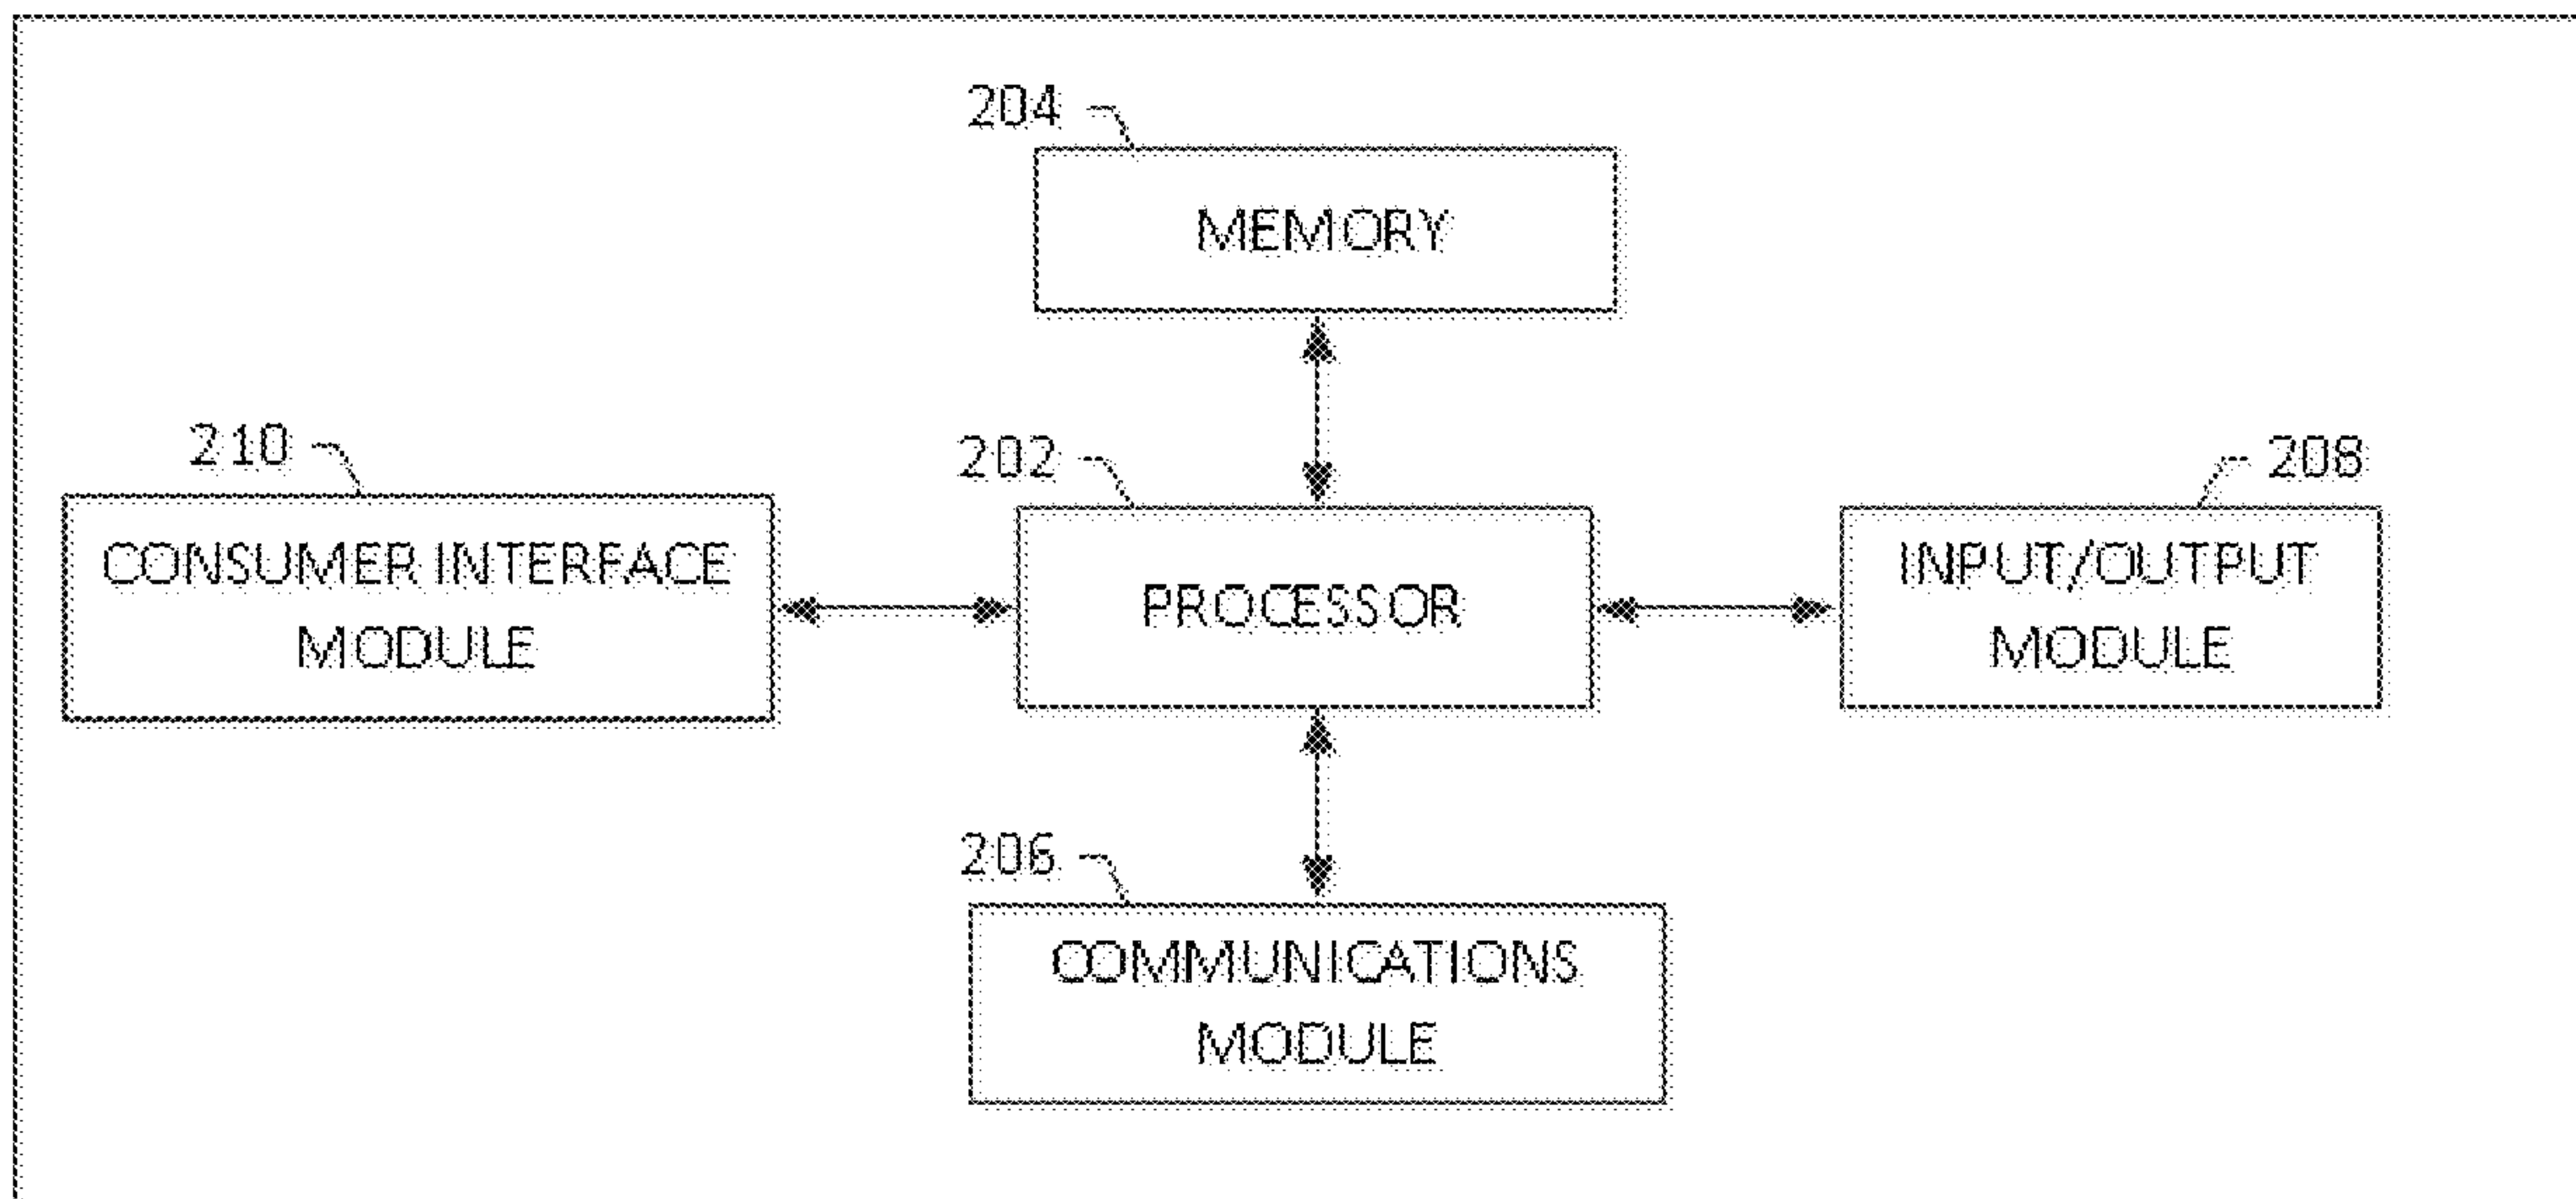 204
MEMORY
210
202
208
CONSUMER INTERFACE
MODULE
PROCESSOR
INPUT/OUTPUT
MODULE
206
COMMUNICATIONS
MODULE